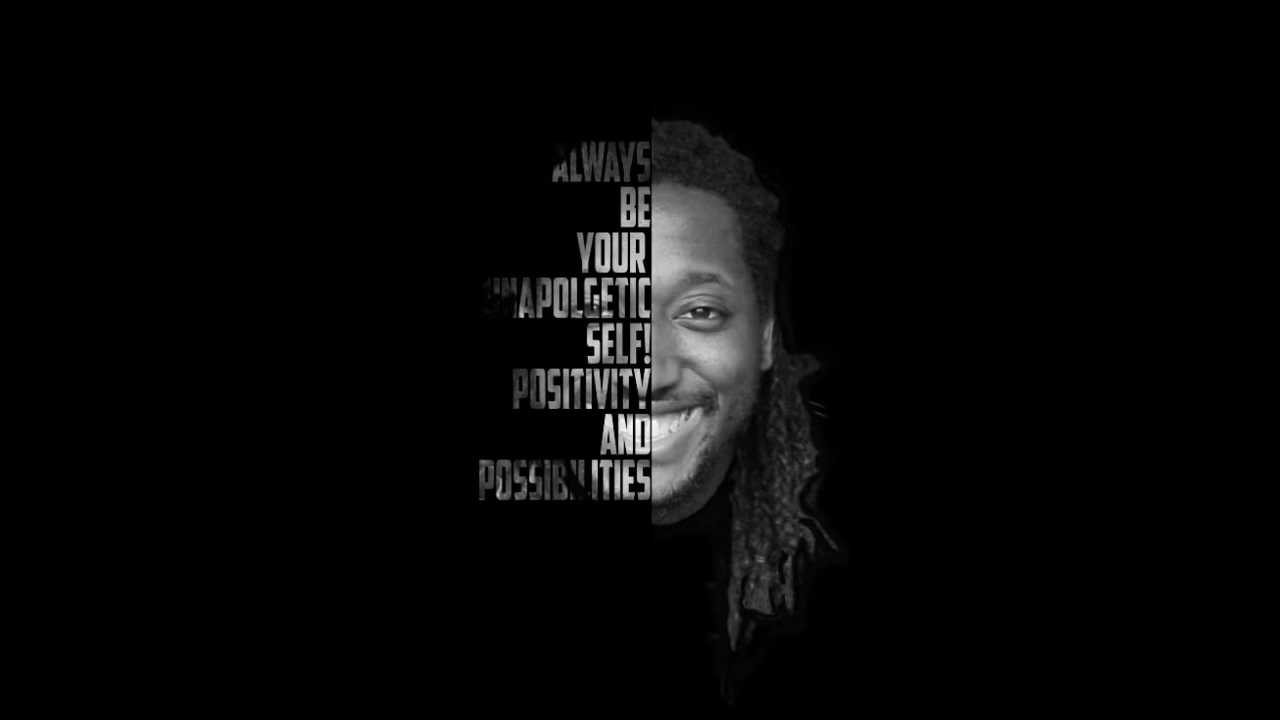 ALWAYS
BE
YOUR
UNAPOLGETIC
SELF!
POSITIVITY
AND
POSSIBILITIES